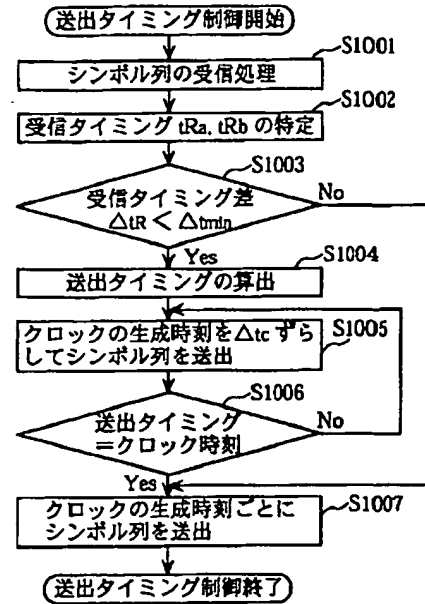 送出タイミング制御開始
S1001
シンボル列の受信処理
S1002
受信タイミング tRa, tRb の特定
S1003
受信タイミング差
△tR < △tmin
No
Yes
S1004
送出タイミングの算出
クロックの生成時刻を△tc ずら
してシンボル列を送出
S1005
S1006
送出タイミング
=クロック時刻
No
Yes
クロックの生成時刻ごとに
シンボル列を送出
S1007
送出タイミング制御終了